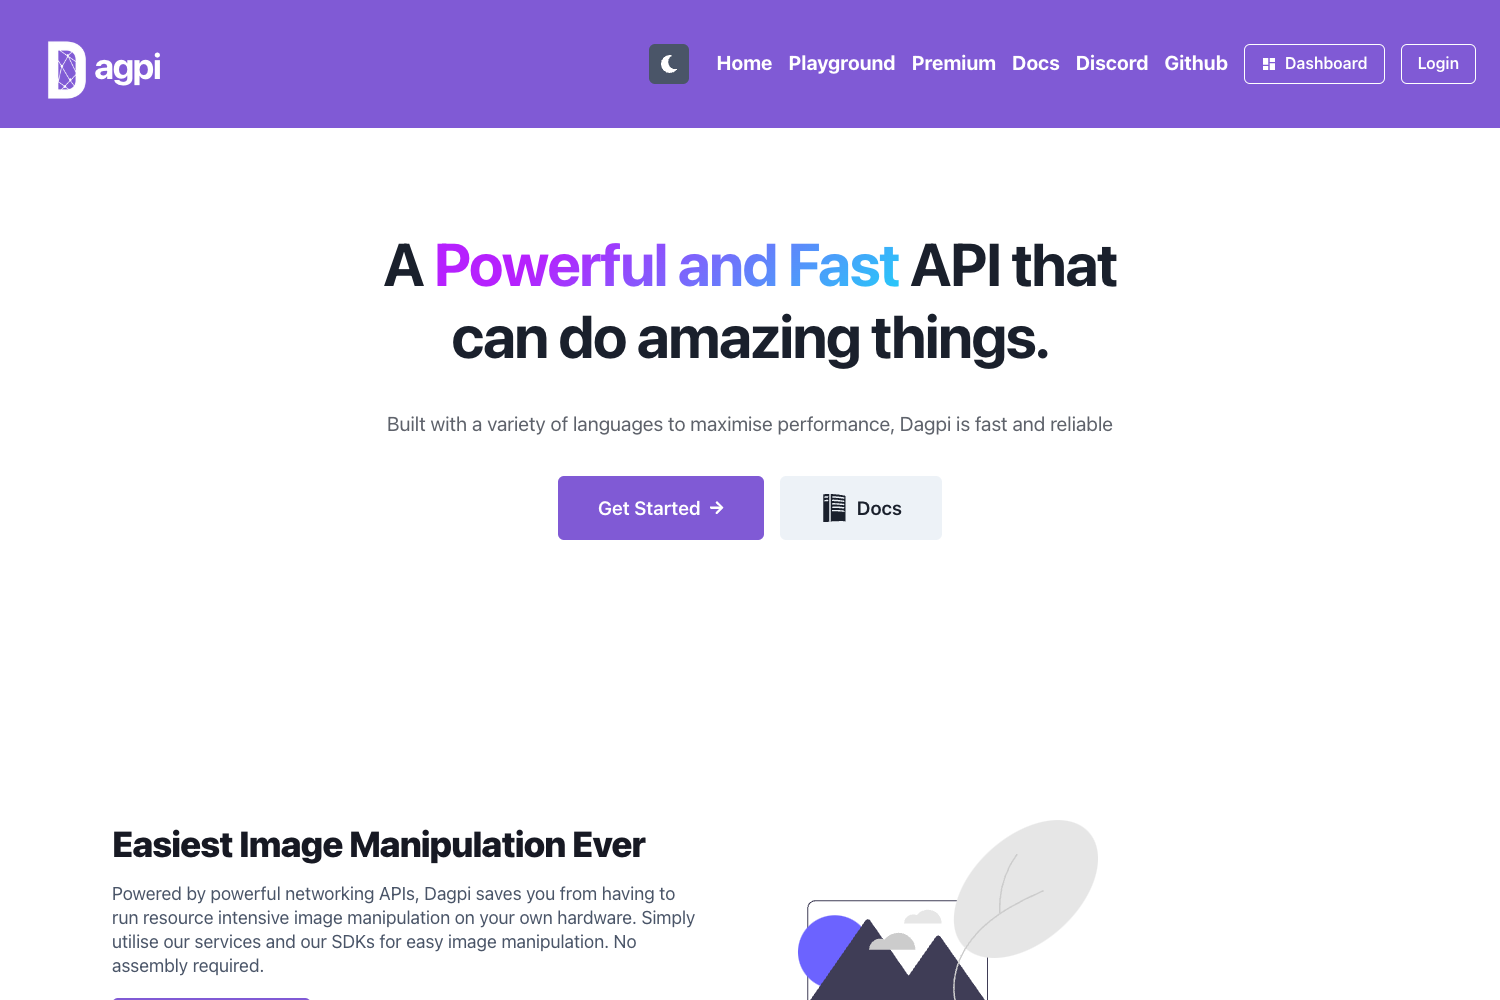 Dagpi
Home Playground Premium Docs Discord Github Dashboard Login
A Powerful and Fast API that
can do amazing things.
Built with a variety of languages to maximise performance, Dagpi is fast and reliable
Get Started → Docs
Easiest Image Manipulation Ever
Powered by powerful networking APIs, Dagpi saves you from having to
run resource intensive image manipulation on your own hardware. Simply
utilise our services and our SDKs for easy image manipulation. No
assembly required.